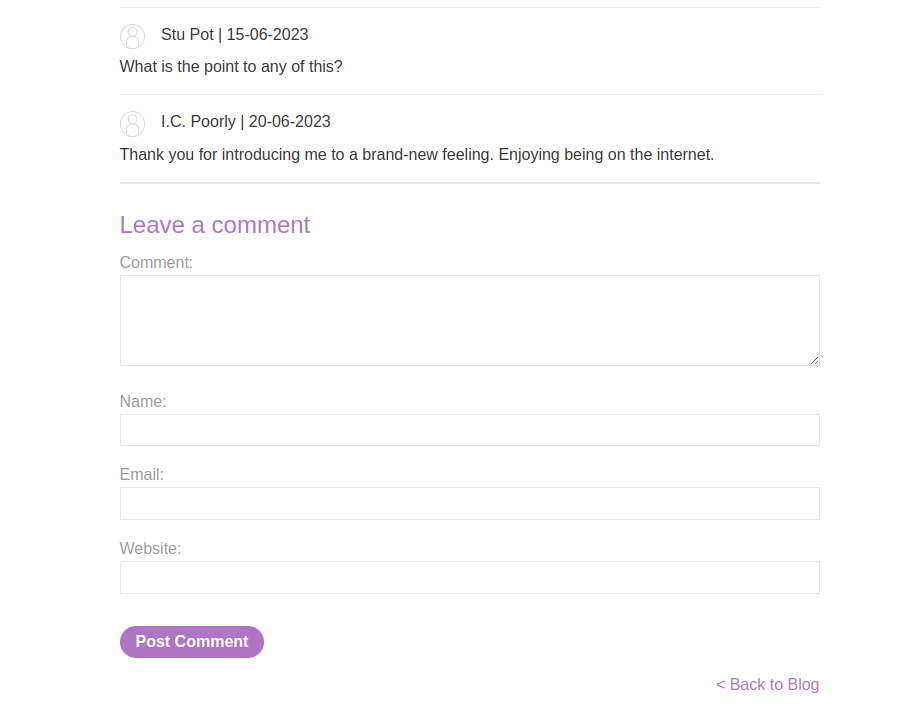 Stu Pot | 15-06-2023
What is the point to any of this?
I.C. Poorly | 20-06-2023
Thank you for introducing me to a brand-new feeling. Enjoying being on the internet.
Leave a comment
Comment:
Name:
Email:
Website:
Post Comment
< Back to Blog